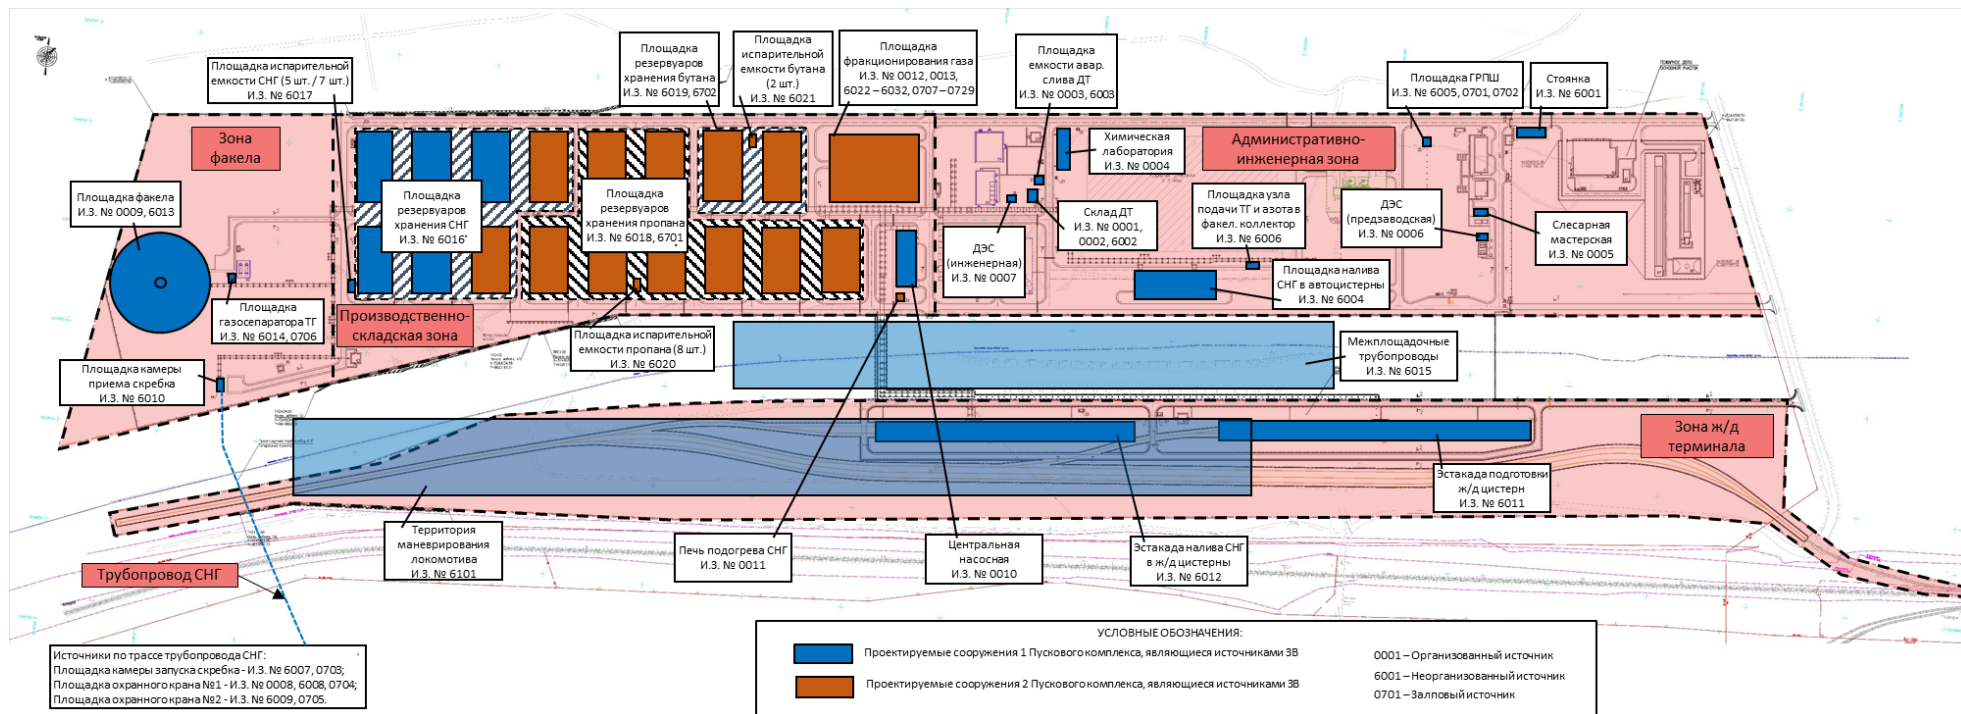 Площадка испарительной
емкости СНГ (5 шт. / 7 шт.)
И.З. № 6017
Площадка
резервуаров
хранения бутана
И.З. № 6019, 6702
Площадка
испарительной
емкости бутана
(2 шт.)
И.З. № 6021
Площадка
фракционирования газа
И.З. № 0012, 0013,
6022 – 6032, 0707 – 0729
Площадка
емкости авар.
слива ДТ
И.З. № 0003, 6003
Площадка ГРПШ
И.З. № 6005, 0701, 0702
Стоянка
И.З. № 6001
Зона
факела
Химическая
лаборатория
И.З. № 0004
Административно-
инженерная зона
Площадка факела
И.З. № 0009, 6013
Площадка
резервуаров
хранения СНГ
И.З. № 6016
Площадка
резервуаров
хранения пропана
И.З. № 6018, 6701
ДЭС
(инженерная)
И.З. № 0007
Склад ДТ
И.З. № 0001,
0002, 6002
Площадка узла
подачи ТГ и азота в
факел. коллектор
И.З. № 6006
ДЭС
(предзаводская)
И.З. № 0006
Слесарная
мастерская
И.З. № 0005
Площадка налива
СНГ в автоцистерны
И.З. № 6004
Площадка
газосепаратора ТГ
И.З. № 6014, 0706
Производственно-
складская зона
Площадка испарительной
емкости пропана (8 шт.)
И.З. № 6020
Межплощадочные
трубопроводы
И.З. № 6015
Площадка камеры
приема скребка
И.З. № 6010
Зона ж/д
терминала
Эстакада подготовки
ж/д цистерн
И.З. № 6011
Территория
маневрирования
локомотива
И.З. № 6101
Печь подогрева СНГ
И.З. № 0011
Центральная
насосная
И.З. № 0010
Эстакада налива СНГ
в ж/д цистерны
И.З. № 6012
Трубопровод СНГ
Источники по трассе трубопровода СНГ:
Площадка камеры запуска скребка - И.З. № 6007, 0703;
Площадка охранного крана №1 - И.З. № 0008, 6008, 0704;
Площадка охранного крана №2 - И.З. № 6009, 0705.
УСЛОВНЫЕ ОБОЗНАЧЕНИЯ:
Проектируемые сооружения 1 Пускового комплекса, являющиеся источниками ЗВ
Проектируемые сооружения 2 Пускового комплекса, являющиеся источниками ЗВ
0001 – Организованный источник
6001 – Неорганизованный источник
0701 – Залповый источник